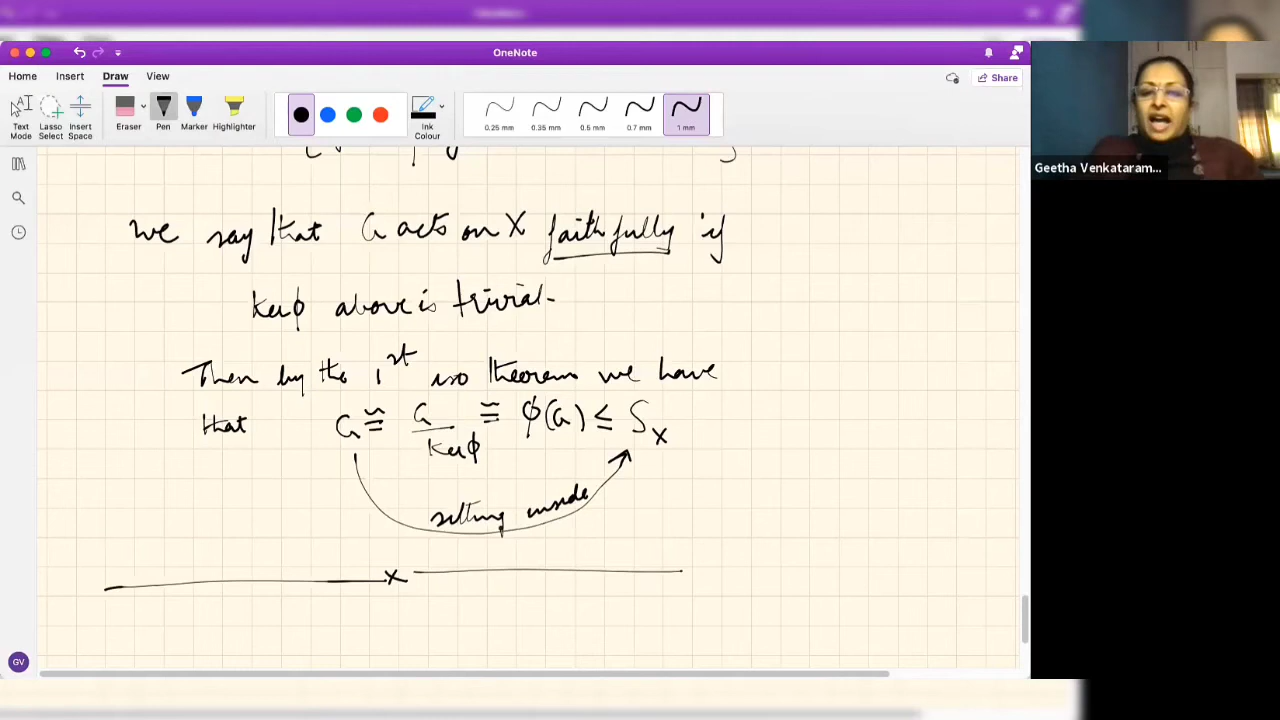 OneNote
Home Insert Draw View
Share
Text Mode
Lasso Select
Insert Space
Eraser
Pen
Marker
Highlighter
Ink Colour
0.25 mm
0.35 mm
0.5 mm
0.7 mm
1 mm
Geetha Venkataram...
We say that G acts on X faithfully if
Kerφ above is trivial.
Then by the 1st iso theorem we have
that G ≅ G/Kerφ ≅ φ(G) ≤ S_X
sitting inside
x
GV